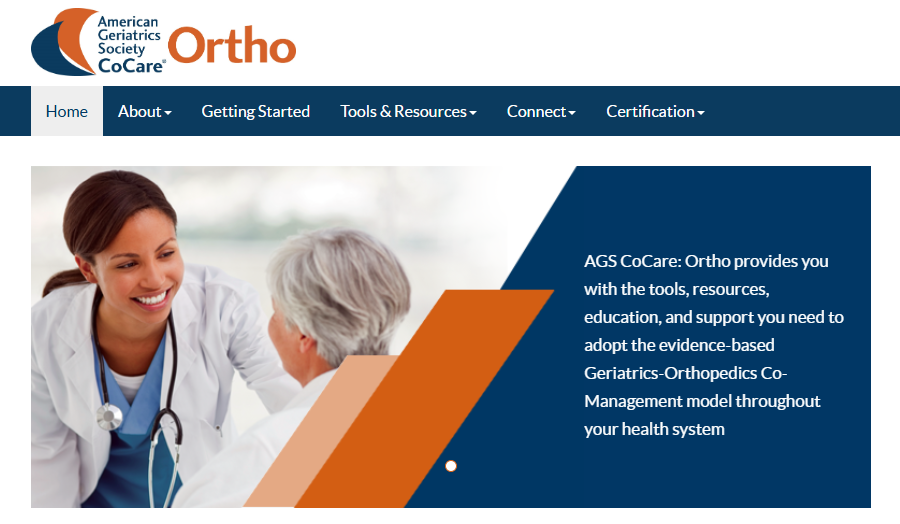 American
Geriatrics
Society
CoCare®
Ortho
Home
About
Getting Started
Tools & Resources
Connect
Certification
AGS CoCare: Ortho provides you
with the tools, resources,
education, and support you need to
adopt the evidence-based
Geriatrics-Orthopedics Co-
Management model throughout
your health system